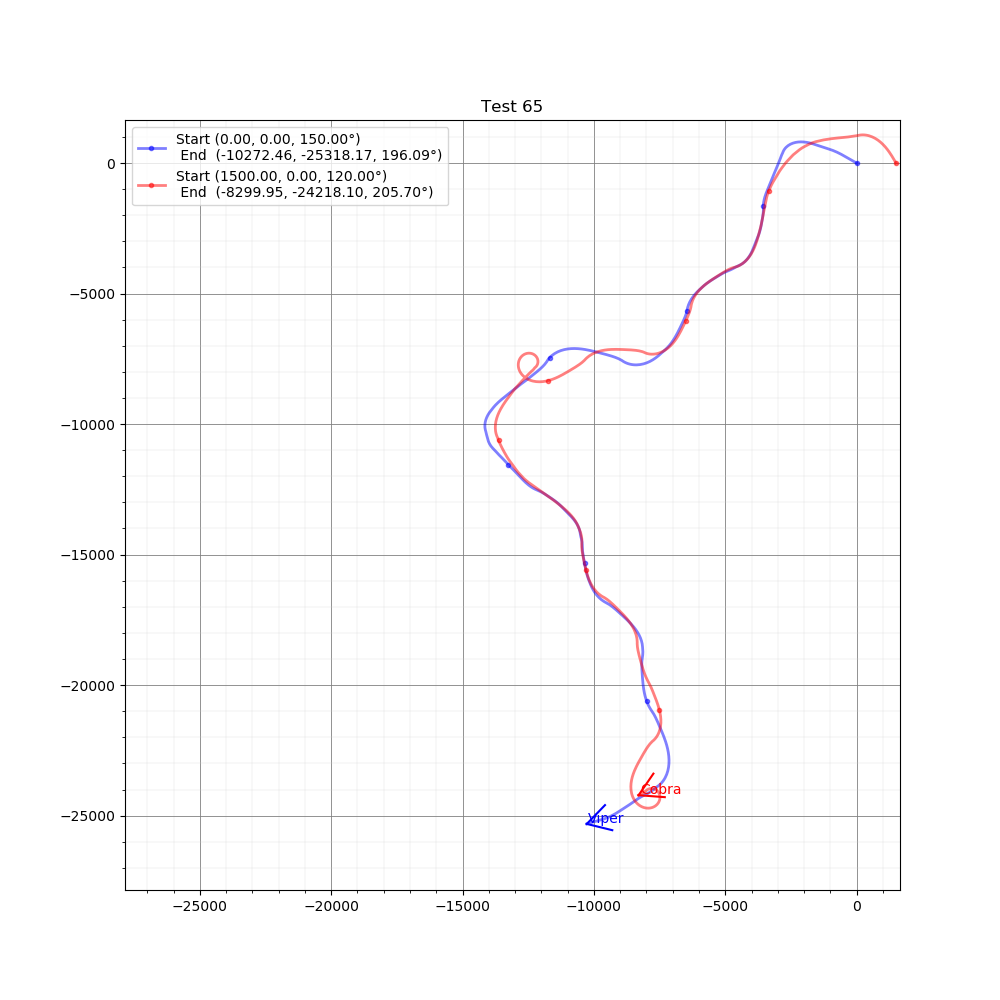 Test 65
Start (0.00, 0.00, 150.00°)
End (-10272.46, -25318.17, 196.09°)
Start (1500.00, 0.00, 120.00°)
End (-8299.95, -24218.10, 205.70°)
0
−5000
−10000
−15000
−20000
−25000
Cobra
Viper
−25000 −20000 −15000 −10000 −5000 0